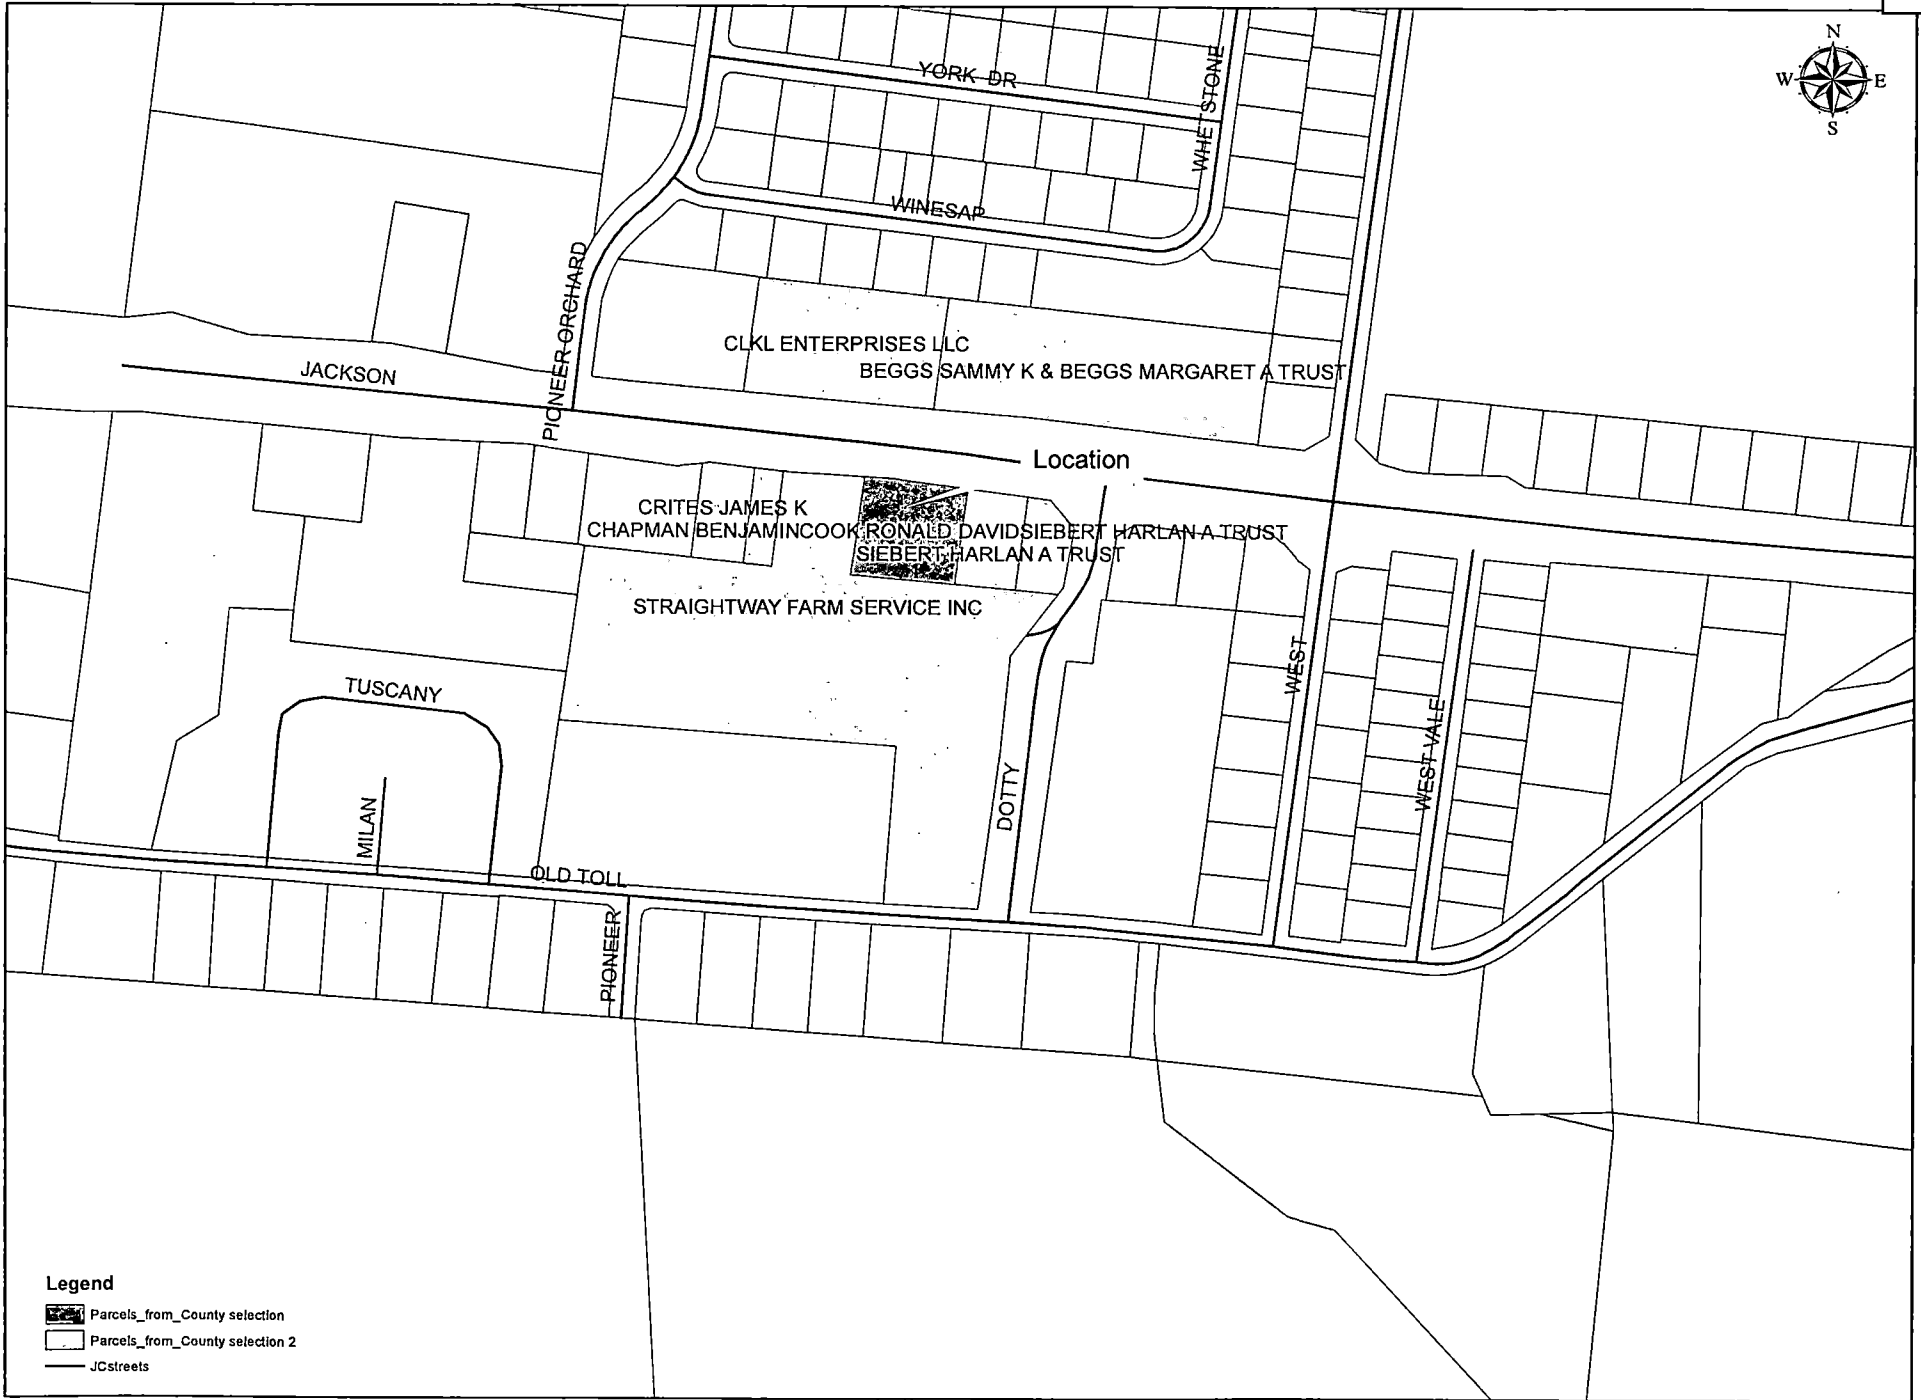 N
W E
S
YORK DR
WHETSTONE
WINESAP
PIONEER ORCHARD
CLKL ENTERPRISES LLC
BEGGS SAMMY K & BEGGS MARGARET A TRUST
JACKSON
Location
CRITES JAMES K
CHAPMAN BENJAMINCOOK RONALD DAVIDSIEBERT HARLAN A TRUST
SIEBERT HARLAN A TRUST
STRAIGHTWAY FARM SERVICE INC
WEST
TUSCANY
WEST VALE
DOTTY
MILAN
OLD TOLL
PIONEER
Legend
Parcels_from_County selection
Parcels_from_County selection 2
JCstreets